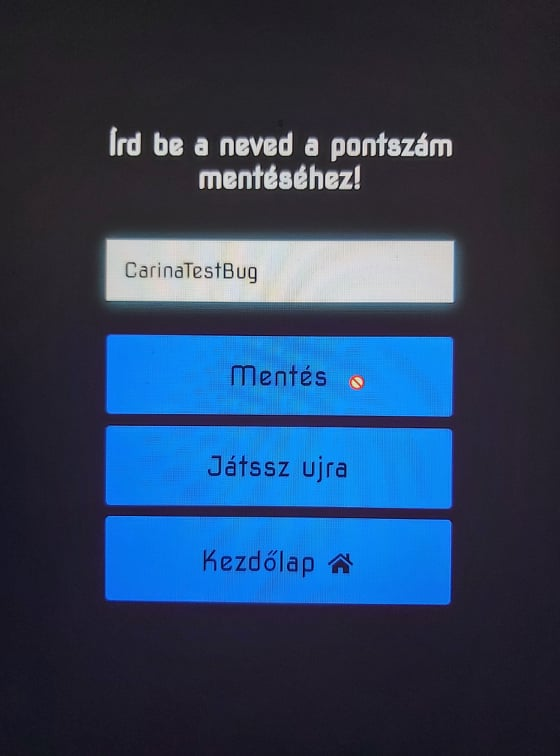 Írd be a neved a pontszám
mentéséhez!
CarinaTestBug
Mentés
Játssz ujra
Kezdőlap